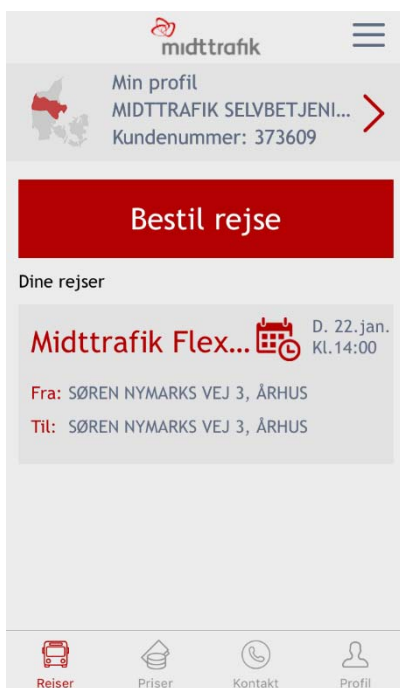 midttrafik
Min profil
MIDTTRAFIK SELVBETJENI...
Kundenummer: 373609
Bestil rejse
Dine rejser
Midttrafik Flex...
D. 22.jan.
Kl.14:00
Fra: SØREN NYMARKS VEJ 3, ÅRHUS
Til: SØREN NYMARKS VEJ 3, ÅRHUS
Rejser
Priser
Kontakt
Profil